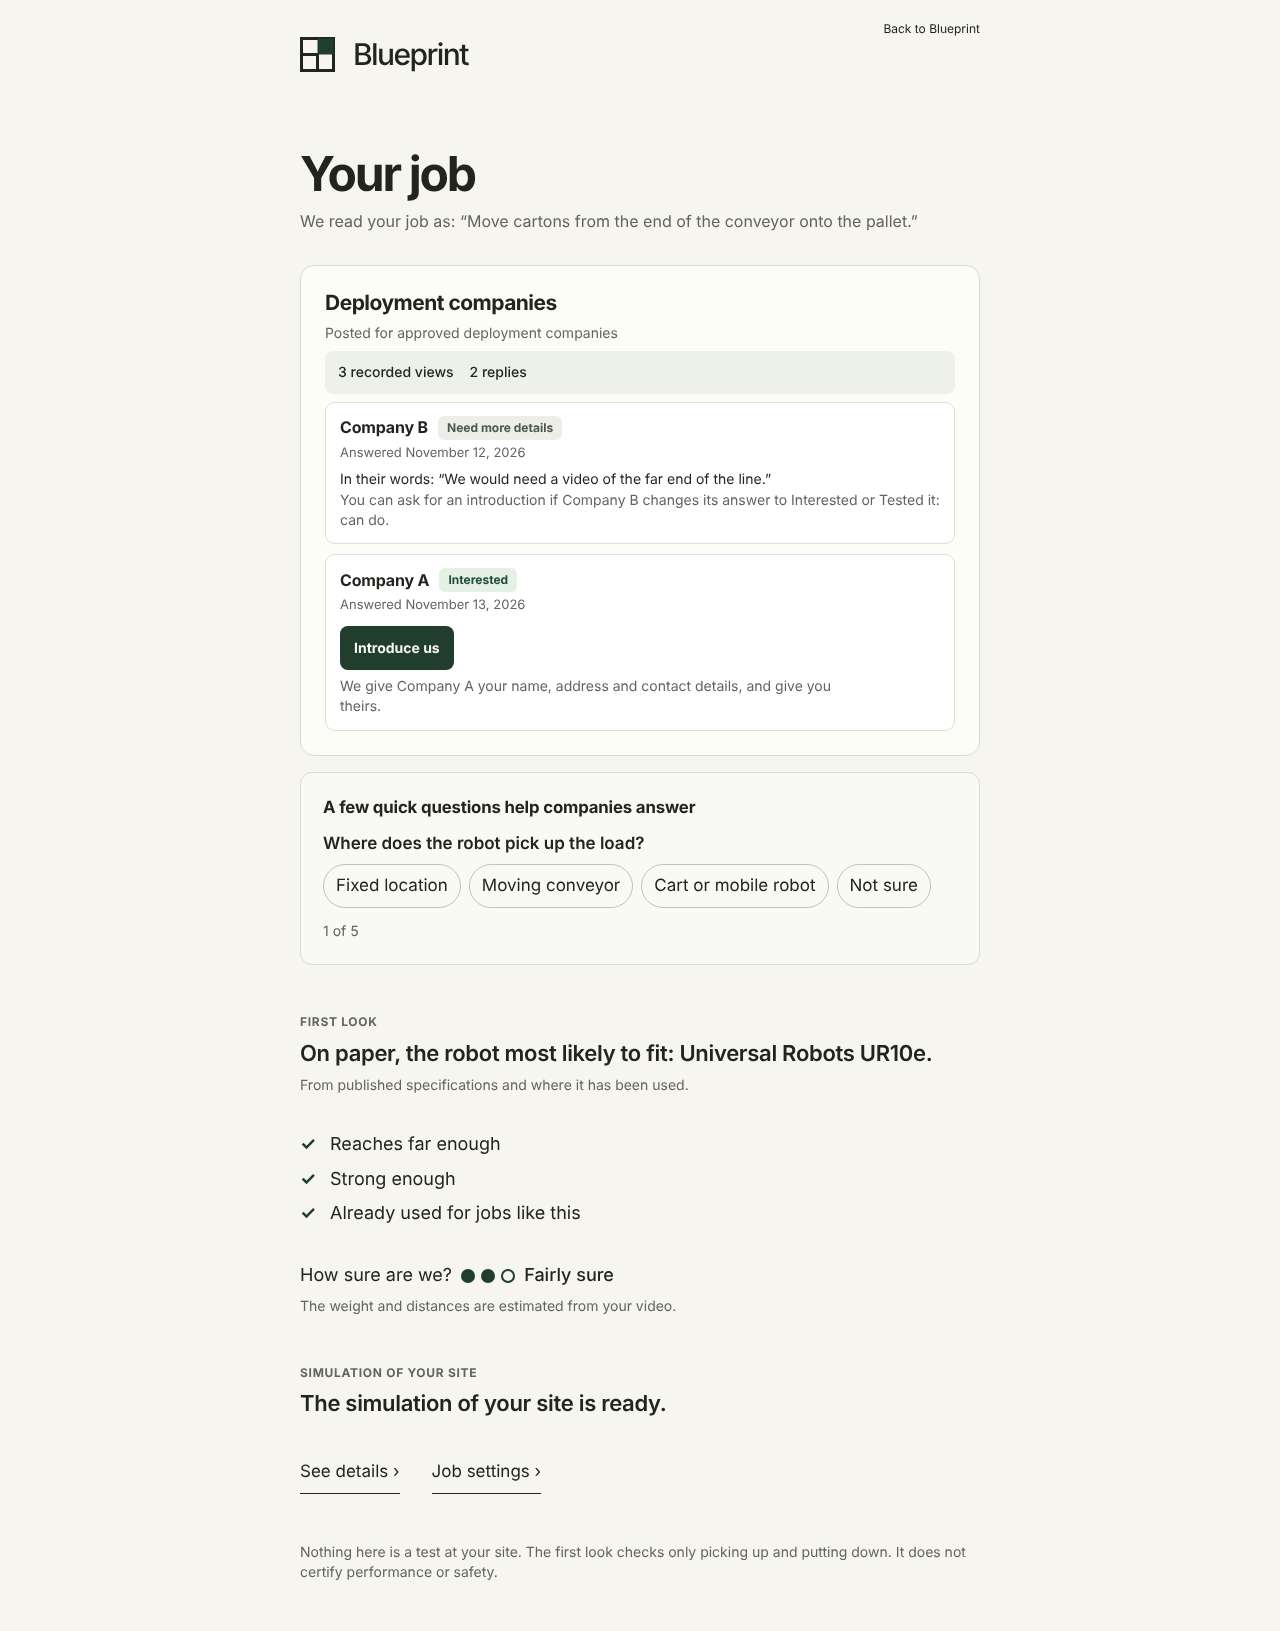 Back to Blueprint
Blueprint
Your job
We read your job as: “Move cartons from the end of the conveyor onto the pallet.”
Deployment companies
Posted for approved deployment companies
3 recorded views 2 replies
Company B Need more details
Answered November 12, 2026
In their words: “We would need a video of the far end of the line.”
You can ask for an introduction if Company B changes its answer to Interested or Tested it:
can do.
Company A Interested
Answered November 13, 2026
Introduce us
We give Company A your name, address and contact details, and give you
theirs.
A few quick questions help companies answer
Where does the robot pick up the load?
Fixed location Moving conveyor Cart or mobile robot Not sure
1 of 5
FIRST LOOK
On paper, the robot most likely to fit: Universal Robots UR10e.
From published specifications and where it has been used.
✓ Reaches far enough
✓ Strong enough
✓ Already used for jobs like this
How sure are we? ●●○ Fairly sure
The weight and distances are estimated from your video.
SIMULATION OF YOUR SITE
The simulation of your site is ready.
See details › Job settings ›
Nothing here is a test at your site. The first look checks only picking up and putting down. It does not
certify performance or safety.